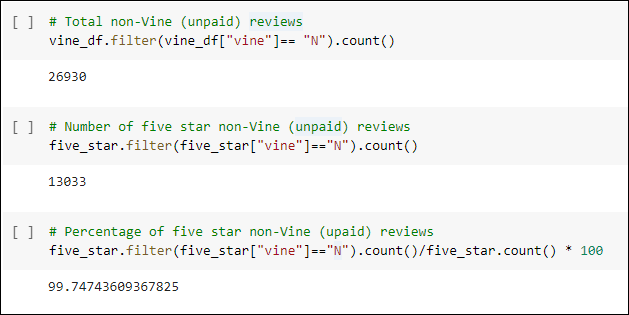 [ ] # Total non-Vine (unpaid) reviews
vine_df.filter(vine_df["vine"]== "N").count()
26930
[ ] # Number of five star non-Vine (unpaid) reviews
five_star.filter(five_star["vine"]=="N").count()
13033
[ ] # Percentage of five star non-Vine (upaid) reviews
five_star.filter(five_star["vine"]=="N").count()/five_star.count() * 100
99.74743609367825